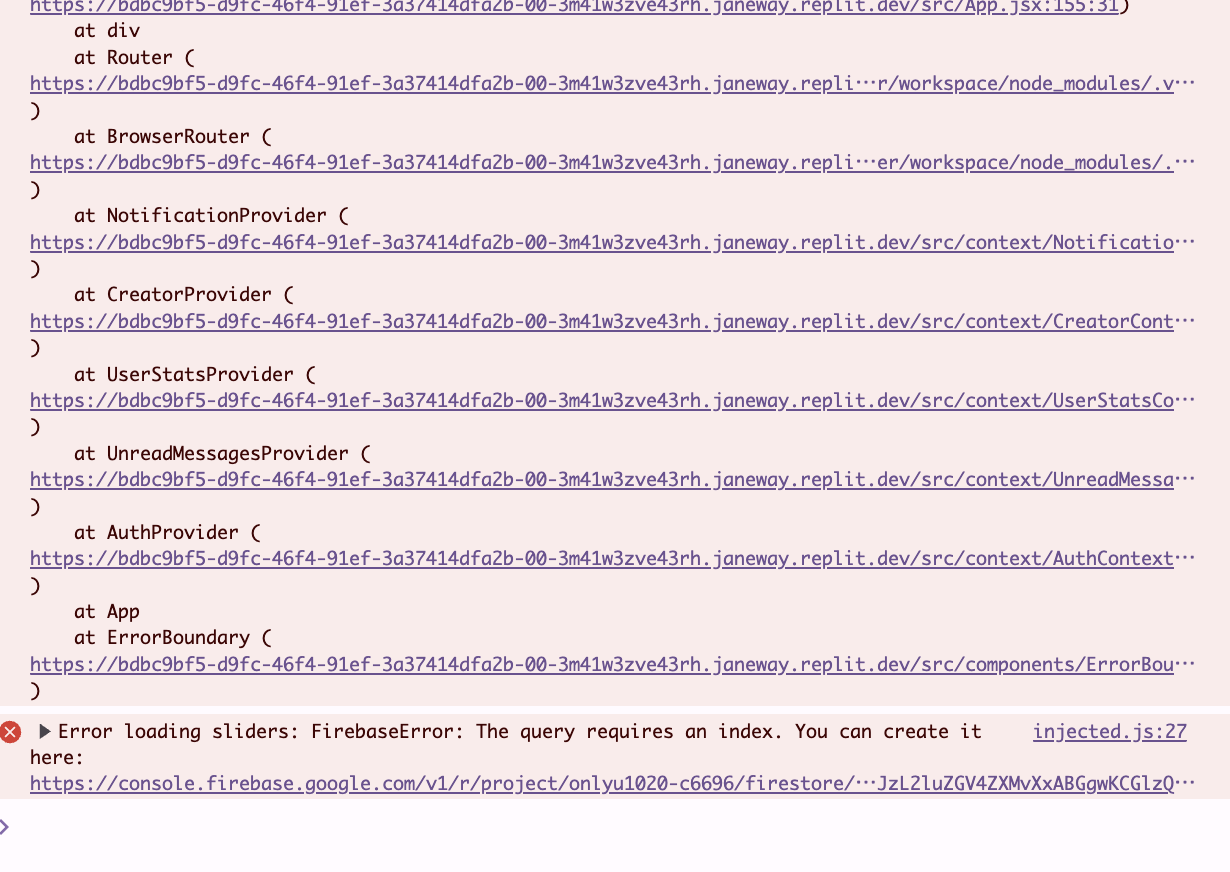 https://bdbc9bf5-d9fc-46f4-91ef-3a37414dfa2b-00-3m41w3zve43rh.janeway.replit.dev/src/App.jsx:155:31)
at div
at Router (
https://bdbc9bf5-d9fc-46f4-91ef-3a37414dfa2b-00-3m41w3zve43rh.janeway.repli…r/workspace/node_modules/.v…
)
at BrowserRouter (
https://bdbc9bf5-d9fc-46f4-91ef-3a37414dfa2b-00-3m41w3zve43rh.janeway.repli…er/workspace/node_modules/.…
)
at NotificationProvider (
https://bdbc9bf5-d9fc-46f4-91ef-3a37414dfa2b-00-3m41w3zve43rh.janeway.replit.dev/src/context/Notificatio…
)
at CreatorProvider (
https://bdbc9bf5-d9fc-46f4-91ef-3a37414dfa2b-00-3m41w3zve43rh.janeway.replit.dev/src/context/CreatorCont…
)
at UserStatsProvider (
https://bdbc9bf5-d9fc-46f4-91ef-3a37414dfa2b-00-3m41w3zve43rh.janeway.replit.dev/src/context/UserStatsCo…
)
at UnreadMessagesProvider (
https://bdbc9bf5-d9fc-46f4-91ef-3a37414dfa2b-00-3m41w3zve43rh.janeway.replit.dev/src/context/UnreadMessa…
)
at AuthProvider (
https://bdbc9bf5-d9fc-46f4-91ef-3a37414dfa2b-00-3m41w3zve43rh.janeway.replit.dev/src/context/AuthContext…
)
at App
at ErrorBoundary (
https://bdbc9bf5-d9fc-46f4-91ef-3a37414dfa2b-00-3m41w3zve43rh.janeway.replit.dev/src/components/ErrorBou…
)
Error loading sliders: FirebaseError: The query requires an index. You can create it injected.js:27
here:
https://console.firebase.google.com/v1/r/project/onlyu1020-c6696/firestore/…JzL2luZGV4ZXMvXxABGgwKCGlzQ…